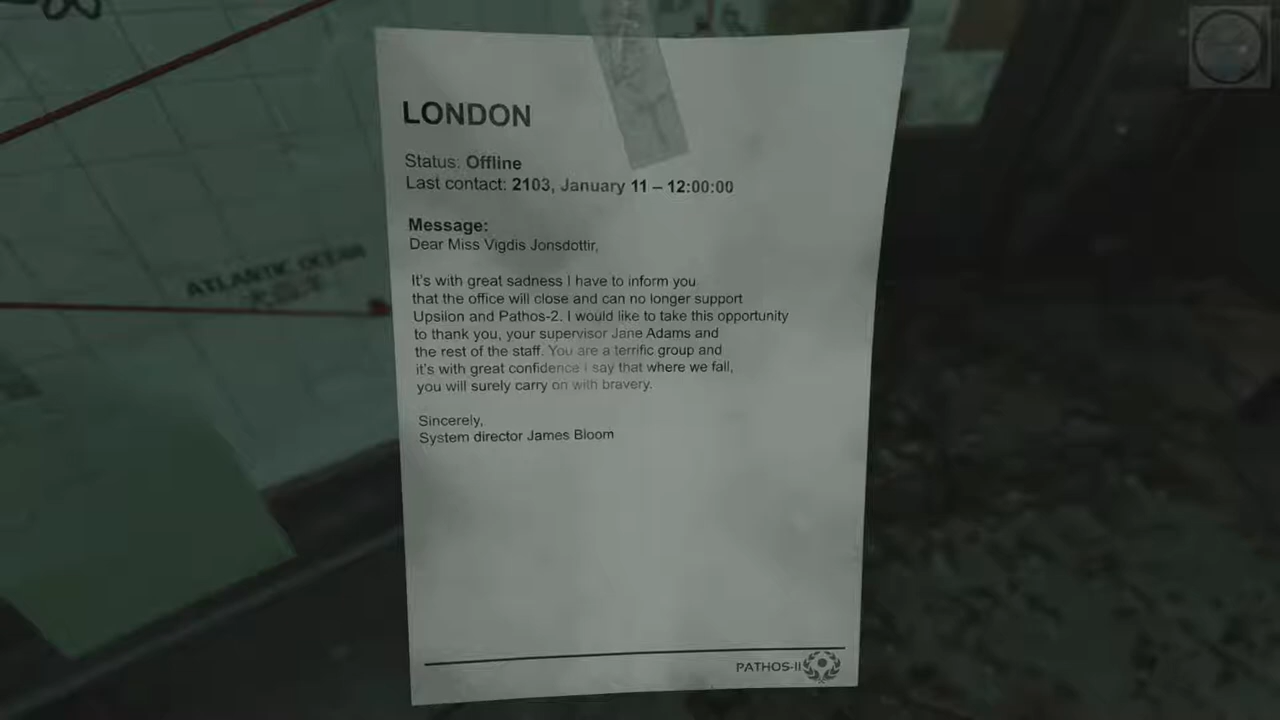 LONDON
Status: Offline
Last contact: 2103, January 11 – 12:00:00
Message:
Dear Miss Vigdis Jonsdottir,
It's with great sadness I have to inform you
that the office will close and can no longer support
Upsilon and Pathos-2. I would like to take this opportunity
to thank you, your supervisor Jane Adams and
the rest of the staff. You are a terrific group and
it's with great confidence I say that where we fall,
you will surely carry on with bravery.
Sincerely,
System director James Bloom
PATHOS-II
ATLANTIC OCEAN